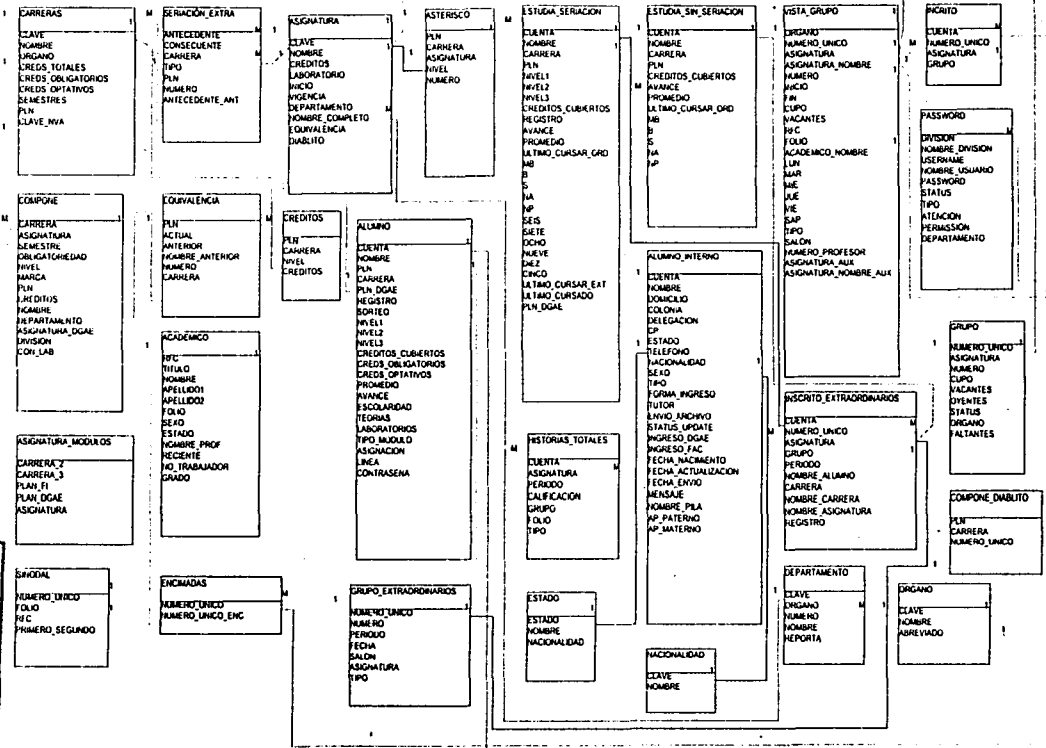 CARRERAS
CLAVE
NOMBRE
ORGANO
CREDS_TOTALES
CREDS_OBLIGATORIOS
CREDS_OPTATIVOS
SEMESTRES
PLN
CLAVE_NVA
SERIACIÓN_EXTRA
ANTECEDENTE
CONSECUENTE
CARRERA
TIPO
PLN
NUMERO
ANTECEDENTE_ANT
ASIGNATURA
CLAVE
NOMBRE
CREDITOS
LABORATORIO
INICIO
VIGENCIA
DEPARTAMENTO
NOMBRE_COMPLETO
EQUIVALENCIA
DIABLITO
ASTERISCO
PLN
CARRERA
ASIGNATURA
NIVEL
NUMERO
ESTUDIA_SERIACION
CUENTA
NOMBRE
CARRERA
PLN
NIVEL1
NIVEL2
NIVEL3
CREDITOS_CUBIERTOS
REGISTRO
AVANCE
PROMEDIO
ULTIMO_CURSAR_ORD
MB
B
S
NA
NP
SEIS
SIETE
OCHO
NUEVE
DIEZ
CINCO
ULTIMO_CURSAR_EXT
ULTIMO_CURSADO
PLN_DGAE
ESTUDIA_SIN_SERIACION
CUENTA
NOMBRE
CARRERA
PLN
CREDITOS_CUBIERTOS
AVANCE
PROMEDIO
ULTIMO_CURSAR_ORD
MB
B
S
NA
NP
VISTA_GRUPO
ORGANO
NUMERO_UNICO
ASIGNATURA
ASIGNATURA_NOMBRE
NUMERO
INICIO
FIN
CUPO
VACANTES
RFC
FOLIO
ACADEMICO_NOMBRE
LUN
MAR
MIE
JUE
VIE
SAP
TIPO
SALON
NUMERO_PROFESOR
ASIGNATURA_AUX
ASIGNATURA_NOMBRE_AUX
INCRITO
CUENTA
NUMERO_UNICO
ASIGNATURA
GRUPO
PASSWORD
DIVISION
NOMBRE_DIVISION
USERNAME
NOMBRE_USUARIO
PASSWORD
STATUS
TIPO
ATENCION
PERMISSION
DEPARTAMENTO
COMPONE
CARRERA
ASIGNATURA
SEMESTRE
OBLIGATORIEDAD
NIVEL
MARCA
PLN
CREDITOS
NOMBRE
DEPARTAMENTO
ASIGNATURA_DGAE
DIVISION
CON_LAB
EQUIVALENCIA
PLN
ACTUAL
ANTERIOR
NOMBRE_ANTERIOR
NUMERO
CARRERA
CREDITOS
PLN
CARRERA
NIVEL
CREDITOS
ALUMNO
CUENTA
NOMBRE
PLN
CARRERA
PLN_DGAE
REGISTRO
SORTEO
NIVEL1
NIVEL2
NIVEL3
CREDITOS_CUBIERTOS
CREDS_OBLIGATORIOS
CREDS_OPTATIVOS
PROMEDIO
AVANCE
ESCOLARIDAD
TEORIAS
LABORATORIOS
TIPO_MODULO
ASIGNACION
LINEA
CONTRASENA
ALUMNO_INTERNO
CUENTA
NOMBRE
DOMICILIO
COLONIA
DELEGACION
CP
ESTADO
TELEFONO
NACIONALIDAD
SEXO
TIPO
FORMA_INGRESO
TUTOR
ENVIO_ARCHIVO
STATUS_UPDATE
INGRESO_DGAE
INGRESO_FAC
FECHA_NACIMIENTO
FECHA_ACTUALIZACION
FECHA_ENVIO
MENSAJE
NOMBRE_PILA
AP_PATERNO
AP_MATERNO
GRUPO
NUMERO_UNICO
ASIGNATURA
NUMERO
CUPO
VACANTES
OYENTES
STATUS
ORGANO
FALTANTES
ACADEMICO
RFC
TITULO
NOMBRE
APELLIDO1
APELLIDO2
FOLIO
SEXO
ESTADO
NOMBRE_PROF
RECIENTE
NO_TRABAJADOR
GRADO
INSCRITO_EXTRAORDINARIOS
CUENTA
NUMERO_UNICO
ASIGNATURA
GRUPO
PERIODO
NOMBRE_ALUMNO
CARRERA
NOMBRE_CARRERA
NOMBRE_ASIGNATURA
REGISTRO
ASIGNATURA_MODULOS
CARRERA_2
CARRERA_3
PLAN_FI
PLAN_DGAE
ASIGNATURA
HISTORIAS_TOTALES
CUENTA
ASIGNATURA
PERIODO
CALIFICACION
GRUPO
FOLIO
TIPO
COMPONE_DIABLITO
PLN
CARRERA
NUMERO_UNICO
SINODAL
NUMERO_UNICO
FOLIO
RFC
PRIMERO_SEGUNDO
ENCIMADAS
NUMERO_UNICO
NUMERO_UNICO_ENC
GRUPO_EXTRAORDINARIOS
NUMERO_UNICO
NUMERO
PERIODO
FECHA
SALON
ASIGNATURA
TIPO
ESTADO
ESTADO
NOMBRE
NACIONALIDAD
NACIONALIDAD
CLAVE
NOMBRE
DEPARTAMENTO
CLAVE
ORGANO
NUMERO
NOMBRE
REPORTA
ORGANO
CLAVE
NOMBRE
ABREVIADO